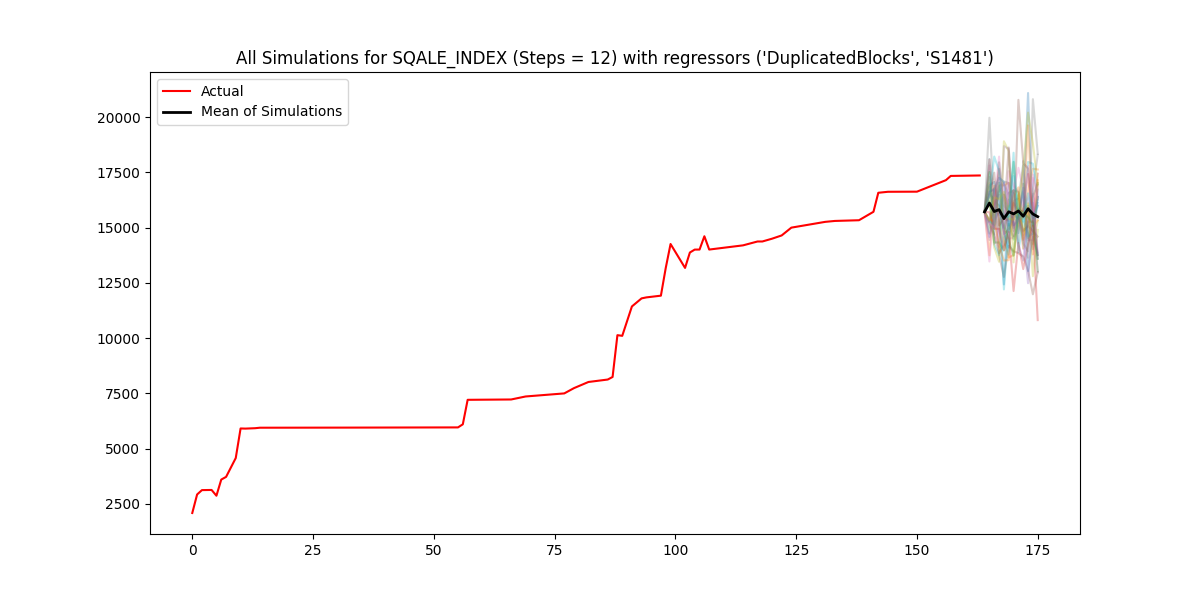 All Simulations for SQALE_INDEX (Steps = 12) with regressors ('DuplicatedBlocks', 'S1481')
Actual
Mean of Simulations
20000
17500
15000
12500
10000
7500
5000
2500
0 25 50 75 100 125 150 175